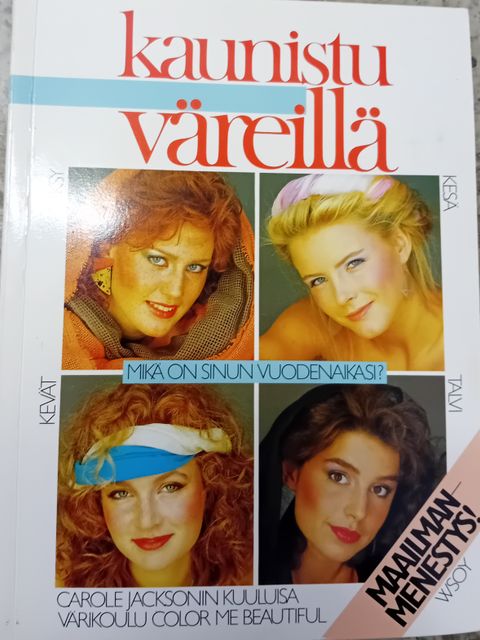 kaunistu
väreillä
SY
KESÄ
MIKÄ ON SINUN VUODENAIKASI?
KEVÄT
TALVI
MAAILMAN-
MENESTYS!
WSOY
CAROLE JACKSONIN KUULUISA
VÄRIKOULU COLOR ME BEAUTIFUL